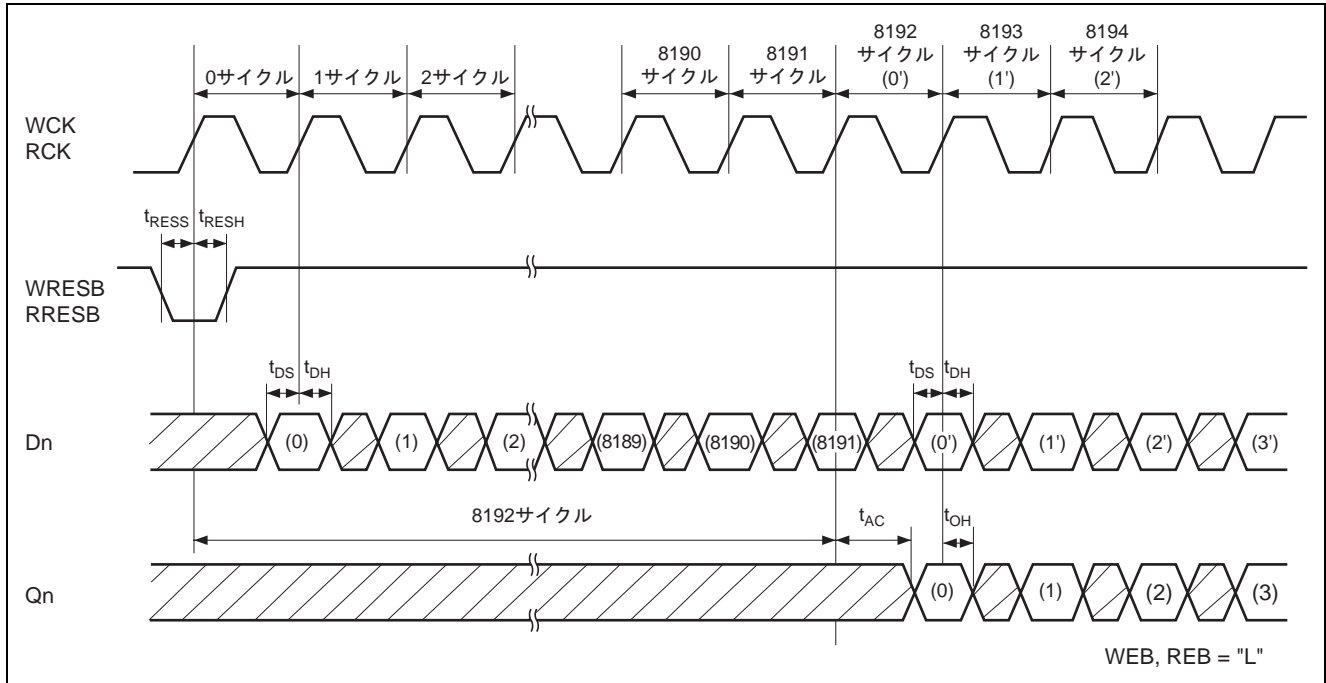 0サイクル 1サイクル 2サイクル 8190 サイクル 8191 サイクル 8192 サイクル (0') 8193 サイクル (1') 8194 サイクル (2')
WCK
RCK
tRESS tRESH
WRESB
RRESB
tDS tDH tDS tDH
Dn (0) (1) (2) (8189) (8190) (8191) (0') (1') (2') (3')
8192サイクル tAC tOH
Qn (0) (1) (2) (3)
WEB, REB = "L"